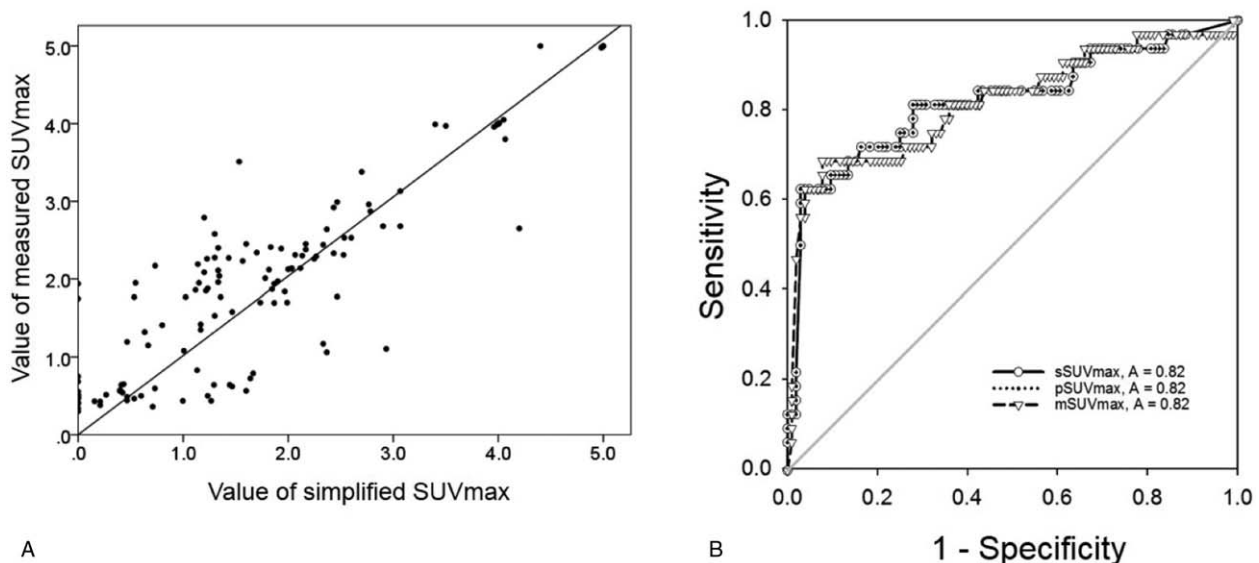 Value of measured SUVmax
5.0
4.0
3.0
2.0
1.0
.0
.0 1.0 2.0 3.0 4.0 5.0
Value of simplified SUVmax
A
Sensitivity
1.0
0.8
0.6
0.4
0.2
0.0
sSUVmax, A = 0.82
pSUVmax, A = 0.82
mSUVmax, A = 0.82
0.0 0.2 0.4 0.6 0.8 1.0
1 - Specificity
B